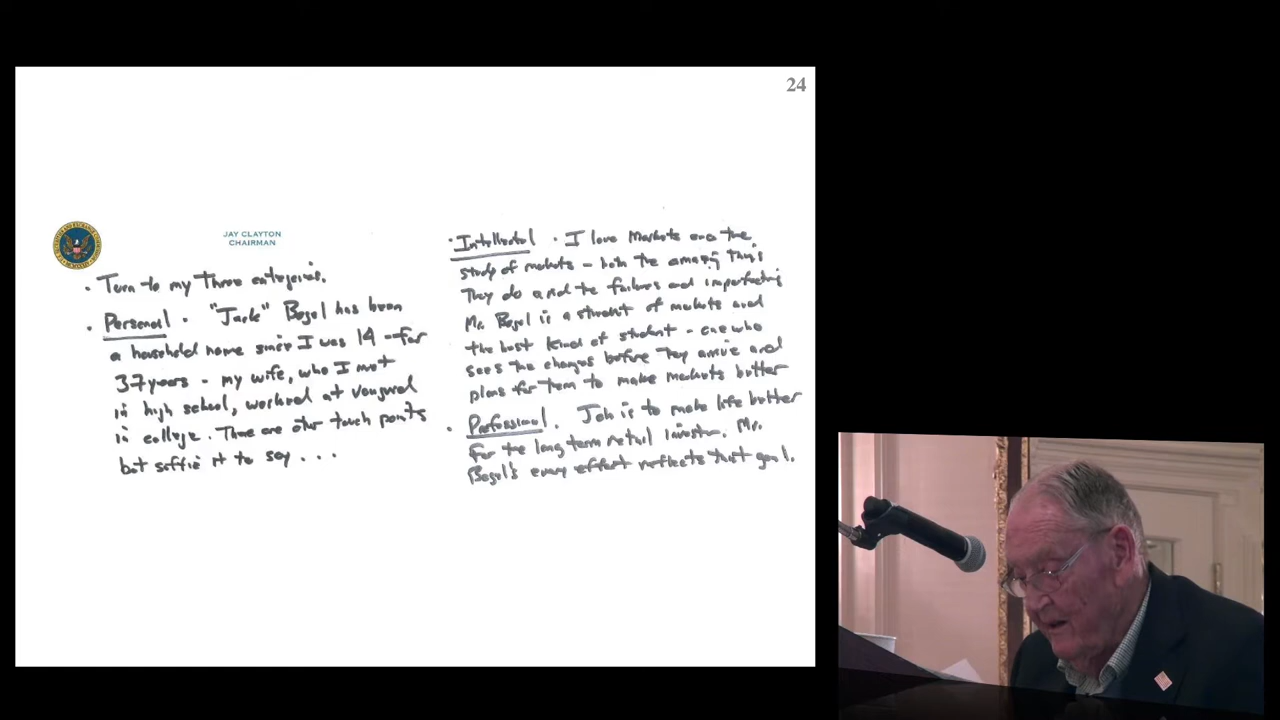 24
JAY CLAYTON
CHAIRMAN
· Turn to my three categories.
· Personal. "Jack" Bogel has been
a household name since I was 14 -- for
37 years - my wife, who I met
in high school, worked at vanguard
in college. There are other touch points
but suffice it to say . . .
· Intellectual. I love Markets and the
study of markets - both the amazing things
They do and the failures and imperfections
Mr. Bogel is a student of markets and
the best kind of student - one who
sees the changes before they arrive and
plans for them to make markets better
· Professional. Job is to make life better
for the long term retail investor. Mr.
Bogel's every effort reflects that goal.